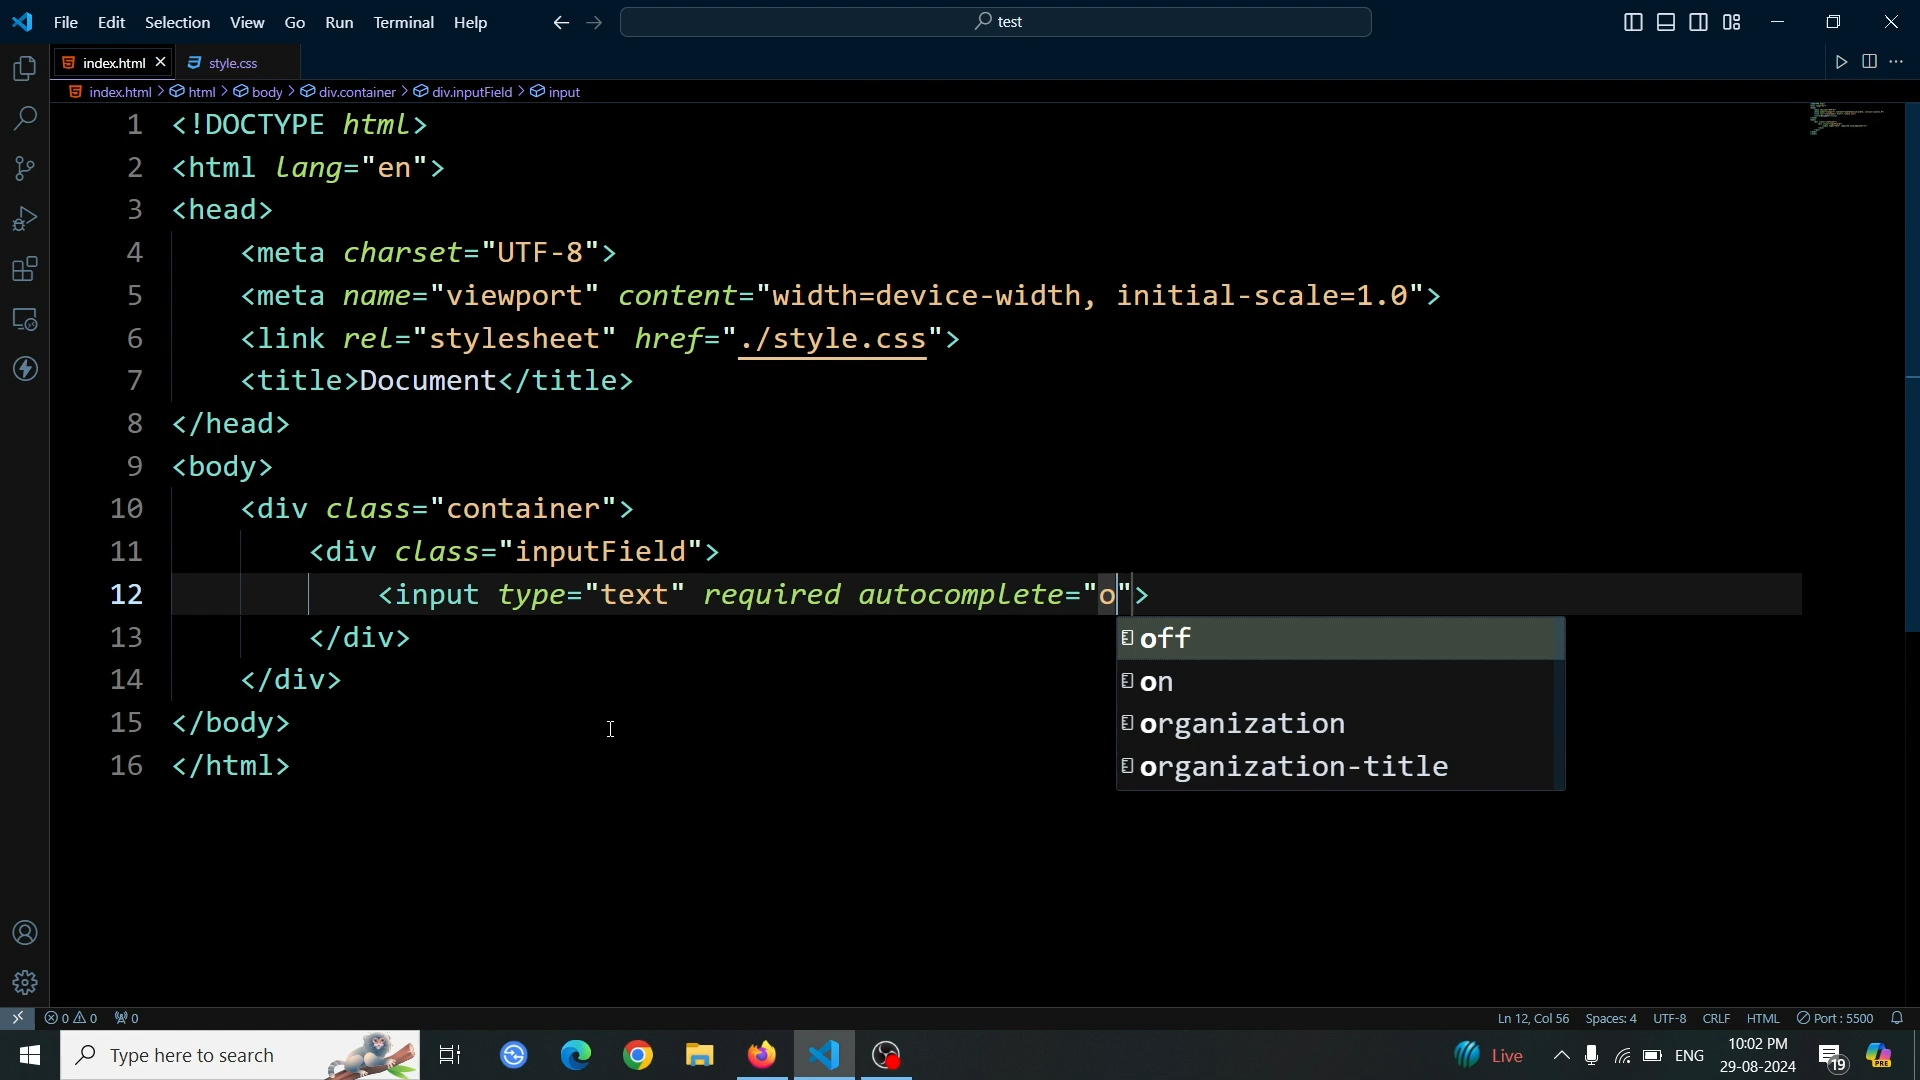 File Edit Selection View Go Run Terminal Help
test
index.html
style.css
index.html > html > body > div.container > div.inputField > input
1 <!DOCTYPE html>
2 <html lang="en">
3 <head>
4 <meta charset="UTF-8">
5 <meta name="viewport" content="width=device-width, initial-scale=1.0">
6 <link rel="stylesheet" href="./style.css">
7 <title>Document</title>
8 </head>
9 <body>
10 <div class="container">
11 <div class="inputField">
12 <input type="text" required autocomplete="o">
13 </div>
14 </div>
15 </body>
16 </html>
off
on
organization
organization-title
0 0 0
Ln 12, Col 56 Spaces: 4 UTF-8 CRLF HTML Port : 5500
Type here to search
Live
ENG
10:02 PM
29-08-2024
19
PRE